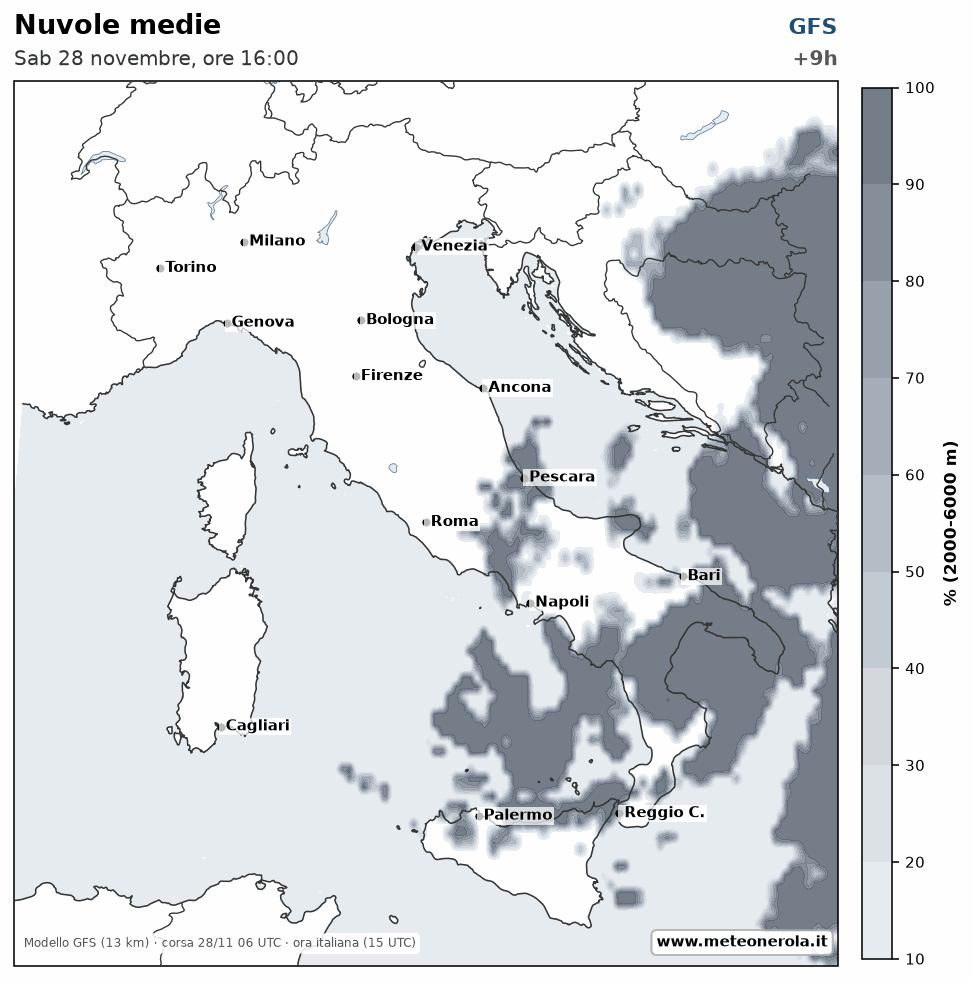 Nuvole medie
GFS
Sab 28 novembre, ore 16:00
+9h
100
90
80
70
60
50
40
30
20
10
% (2000-6000 m)
Milano
Venezia
Torino
Genova
Bologna
Firenze
Ancona
Pescara
Roma
Bari
Napoli
Cagliari
Palermo
Reggio C.
Modello GFS (13 km) · corsa 28/11 06 UTC · ora italiana (15 UTC)
www.meteonerola.it